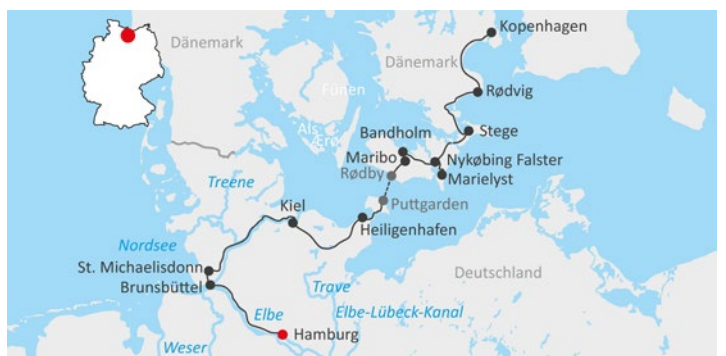 Kopenhagen
Dänemark
Dänemark
Fünen
Rødvig
Als
Ærø
Bandholm
Stege
Maribo
Nykøbing Falster
Rødby
Marielyst
Treene
Puttgarden
Kiel
Heiligenhafen
Nordsee
St. Michaelisdonn
Deutschland
Brunsbüttel
Trave
Elbe
Elbe-Lübeck-Kanal
Hamburg
Weser